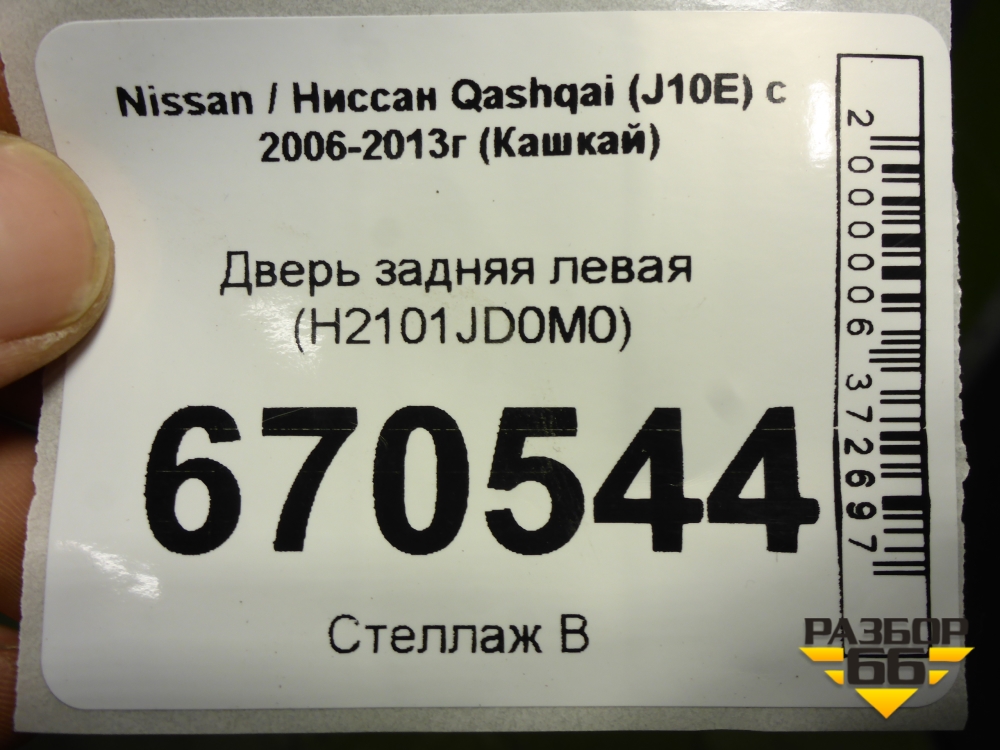 Nissan / Ниссан Qashqai (J10E) с
2006-2013г (Кашкай)
Дверь задняя левая
(H2101JD0M0)
670544
Стеллаж В
2000006372697
РАЗБОР
66